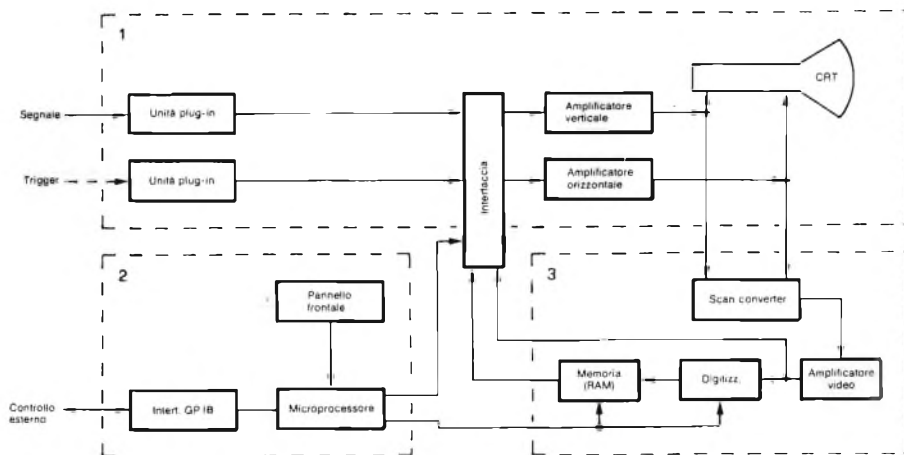 1
CRT
Segnale
Unità plug-in
Amplificatore
verticale
Trigger
Unità plug-in
Interfaccia
Amplificatore
orizzontale
2
3
Pannello
frontale
Scan converter
Controllo
esterno
Interf. GP IB
Microprocessore
Memoria
(RAM)
Digitizz.
Amplificatore
video